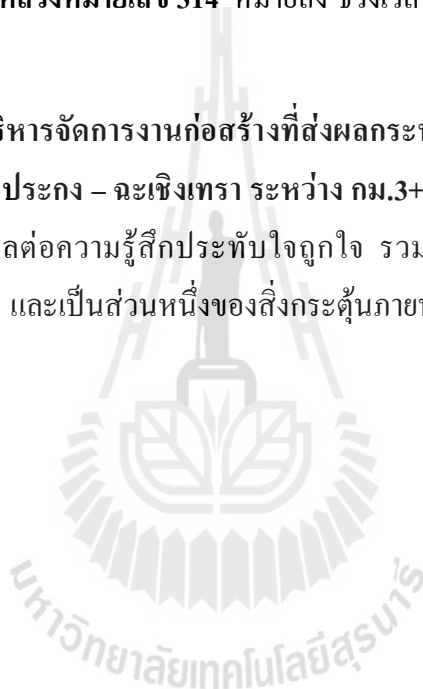 หลวงหมายเลข 314 หมายถึง ช่วงเวลา
ริหารจัดการงานก่อสร้างที่ส่งผลกระท
ประกง – ฉะเชิงเทรา ระหว่าง กม.3+
ลต่อความรู้สึกประทับใจถูกใจ รวม
และเป็นส่วนหนึ่งของสิ่งกระตุ้นภาย
มหาวิทยาลัยเทคโนโลยีสุรนารี